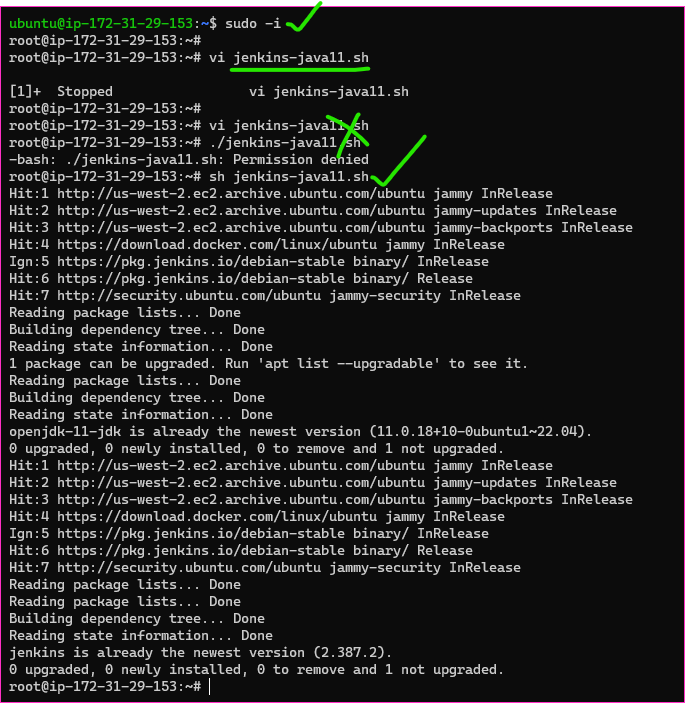 ubuntu@ip-172-31-29-153:~$ sudo -i
root@ip-172-31-29-153:~#
root@ip-172-31-29-153:~# vi jenkins-java11.sh
[1]+  Stopped                 vi jenkins-java11.sh
root@ip-172-31-29-153:~#
root@ip-172-31-29-153:~# vi jenkins-java11.sh
root@ip-172-31-29-153:~# ./jenkins-java11.sh
-bash: ./jenkins-java11.sh: Permission denied
root@ip-172-31-29-153:~# sh jenkins-java11.sh
Hit:1 http://us-west-2.ec2.archive.ubuntu.com/ubuntu jammy InRelease
Hit:2 http://us-west-2.ec2.archive.ubuntu.com/ubuntu jammy-updates InRelease
Hit:3 http://us-west-2.ec2.archive.ubuntu.com/ubuntu jammy-backports InRelease
Hit:4 https://download.docker.com/linux/ubuntu jammy InRelease
Ign:5 https://pkg.jenkins.io/debian-stable binary/ InRelease
Hit:6 https://pkg.jenkins.io/debian-stable binary/ Release
Hit:7 http://security.ubuntu.com/ubuntu jammy-security InRelease
Reading package lists... Done
Building dependency tree... Done
Reading state information... Done
1 package can be upgraded. Run 'apt list --upgradable' to see it.
Reading package lists... Done
Building dependency tree... Done
Reading state information... Done
openjdk-11-jdk is already the newest version (11.0.18+10-0ubuntu1~22.04).
0 upgraded, 0 newly installed, 0 to remove and 1 not upgraded.
Hit:1 http://us-west-2.ec2.archive.ubuntu.com/ubuntu jammy InRelease
Hit:2 http://us-west-2.ec2.archive.ubuntu.com/ubuntu jammy-updates InRelease
Hit:3 http://us-west-2.ec2.archive.ubuntu.com/ubuntu jammy-backports InRelease
Hit:4 https://download.docker.com/linux/ubuntu jammy InRelease
Ign:5 https://pkg.jenkins.io/debian-stable binary/ InRelease
Hit:6 https://pkg.jenkins.io/debian-stable binary/ Release
Hit:7 http://security.ubuntu.com/ubuntu jammy-security InRelease
Reading package lists... Done
Reading package lists... Done
Building dependency tree... Done
Reading state information... Done
jenkins is already the newest version (2.387.2).
0 upgraded, 0 newly installed, 0 to remove and 1 not upgraded.
root@ip-172-31-29-153:~#